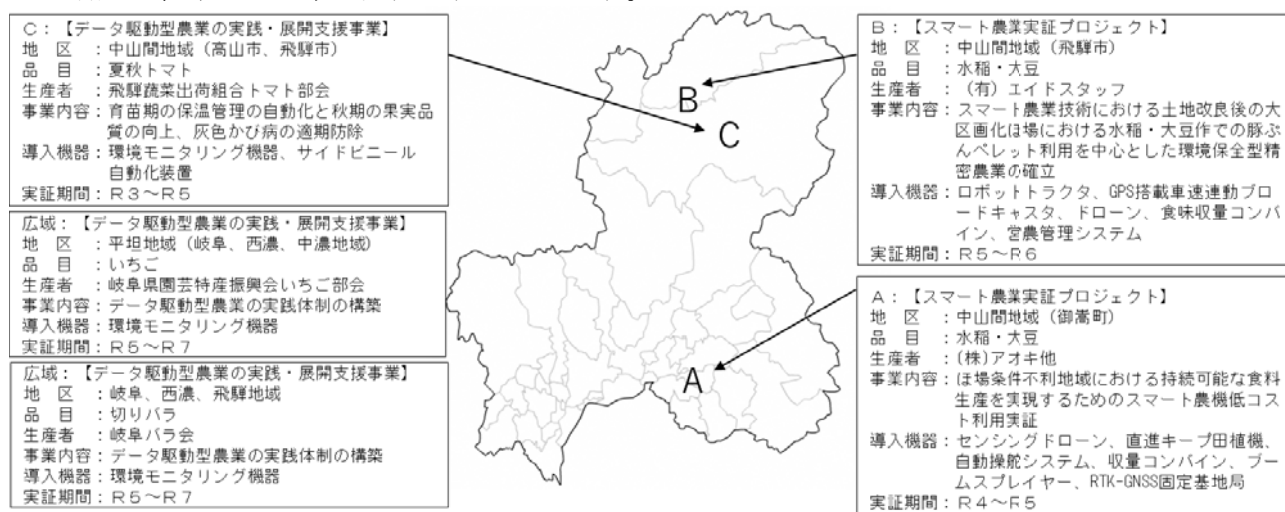 C：【データ駆動型農業の実践・展開支援事業】
地　区　：中山間地域（高山市、飛騨市）
品　目　：夏秋トマト
生産者　：飛騨蔬菜出荷組合トマト部会
事業内容：育苗期の保温管理の自動化と秋期の果実品
質の向上、灰色かび病の適期防除
導入機器：環境モニタリング機器、サイドビニール
自動化装置
実証期間：R３～R５
広域：【データ駆動型農業の実践・展開支援事業】
地　区　：平坦地域（岐阜、西濃、中濃地域）
品　目　：いちご
生産者　：岐阜県園芸特産振興会いちご部会
事業内容：データ駆動型農業の実践体制の構築
導入機器：環境モニタリング機器
実証期間：R５～R７
広域：【データ駆動型農業の実践・展開支援事業】
地　区　：岐阜、西濃、飛騨地域
品　目　：切りバラ
生産者　：岐阜バラ会
事業内容：データ駆動型農業の実践体制の構築
導入機器：環境モニタリング機器
実証期間：R５～R７
B
C
A
B：【スマート農業実証プロジェクト】
地　区　：中山間地域（飛騨市）
品　目　：水稲・大豆
生産者　：（有）エイドスタッフ
事業内容：スマート農業技術における土地改良後の大
区画化ほ場における水稲・大豆作での豚ぷ
んペレット利用を中心とした環境保全型精
密農業の確立
導入機器：ロボットトラクタ、GPS搭載車速連動ブロ
ードキャスタ、ドローン、食味収量コンバ
イン、営農管理システム
実証期間：R５～R６
A：【スマート農業実証プロジェクト】
地　区　：中山間地域（御嵩町）
品　目　：水稲・大豆
生産者　：(株)アオキ他
事業内容：ほ場条件不利地域における持続可能な食料
生産を実現するためのスマート農機低コス
ト利用実証
導入機器：センシングドローン、直進キープ田植機、
自動操舵システム、収量コンバイン、ブー
ムスプレイヤー、RTK-GNSS固定基地局
実証期間：R４～R５